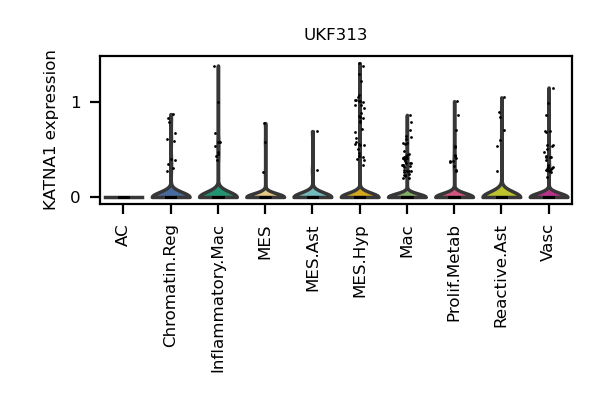 UKF313
KATNA1 expression
1
0
AC
Chromatin.Reg
Inflammatory.Mac
MES
MES.Ast
MES.Hyp
Mac
Prolif.Metab
Reactive.Ast
Vasc